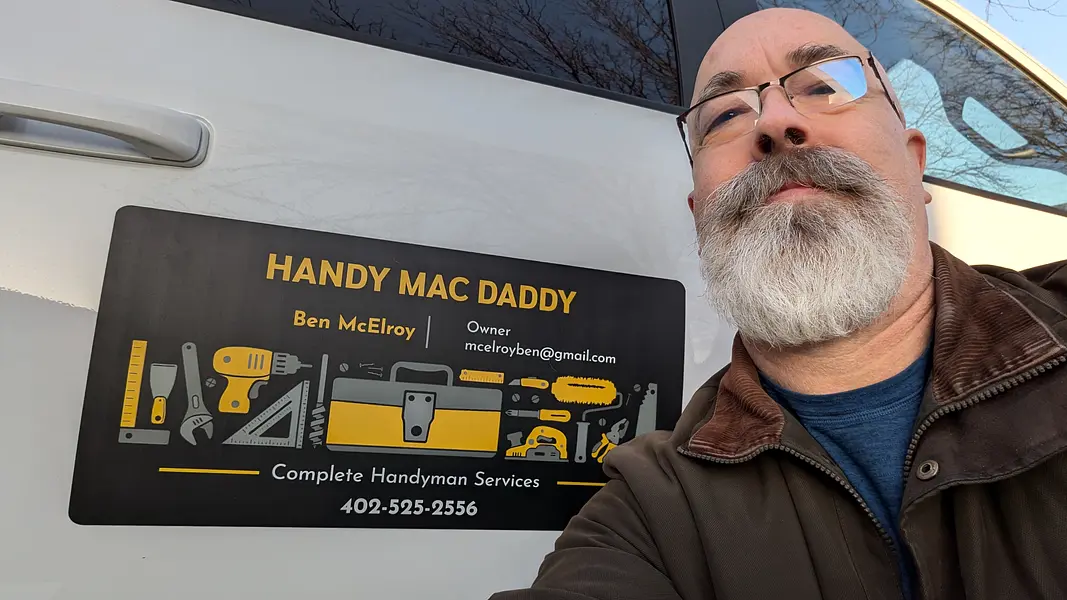 HANDY MAC DADDY
Ben McElroy
Owner
mcelroyben@gmail.com
Complete Handyman Services
402-525-2556